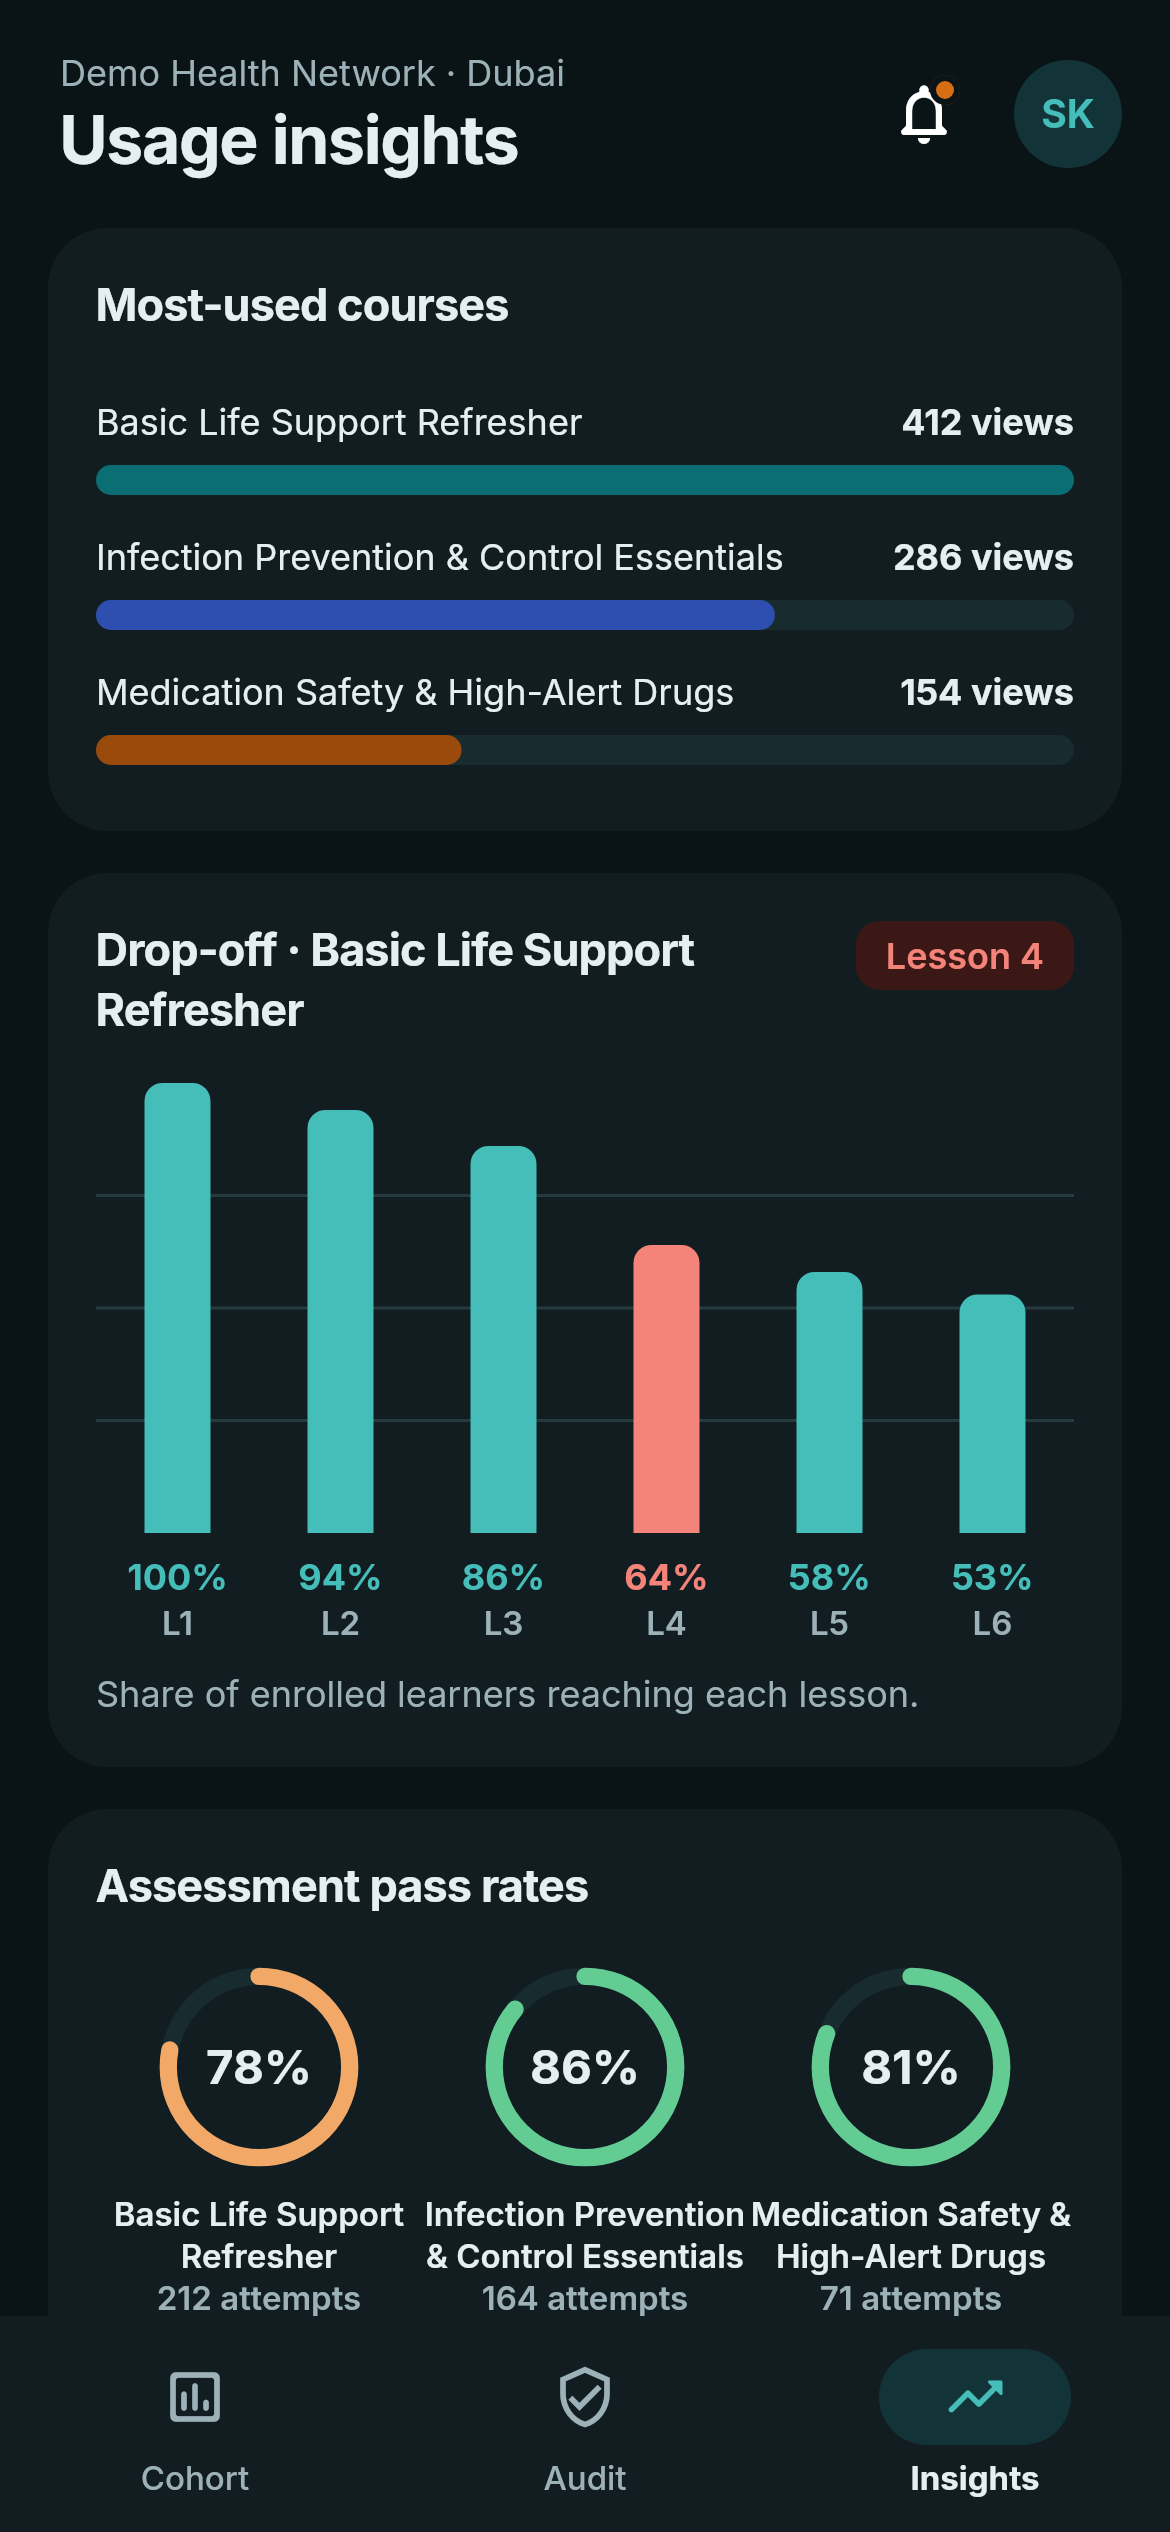 Demo Health Network · Dubai
Usage insights
SK
Most-used courses
Basic Life Support Refresher 412 views
Infection Prevention & Control Essentials 286 views
Medication Safety & High-Alert Drugs 154 views
Drop-off · Basic Life Support
Refresher
Lesson 4
100% 94% 86% 64% 58% 53%
L1 L2 L3 L4 L5 L6
Share of enrolled learners reaching each lesson.
Assessment pass rates
78% 86% 81%
Basic Life Support
Refresher
212 attempts
Infection Prevention
& Control Essentials
164 attempts
Medication Safety &
High-Alert Drugs
71 attempts
Cohort Audit Insights